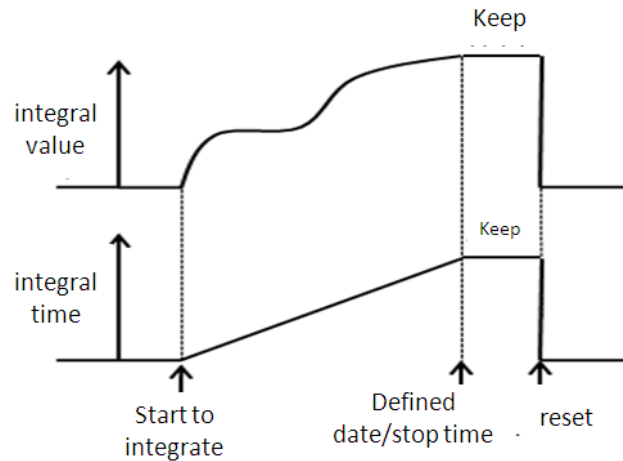 Keep
integral
value
Keep
integral
time
Start to
integrate
Defined
date/stop time
reset